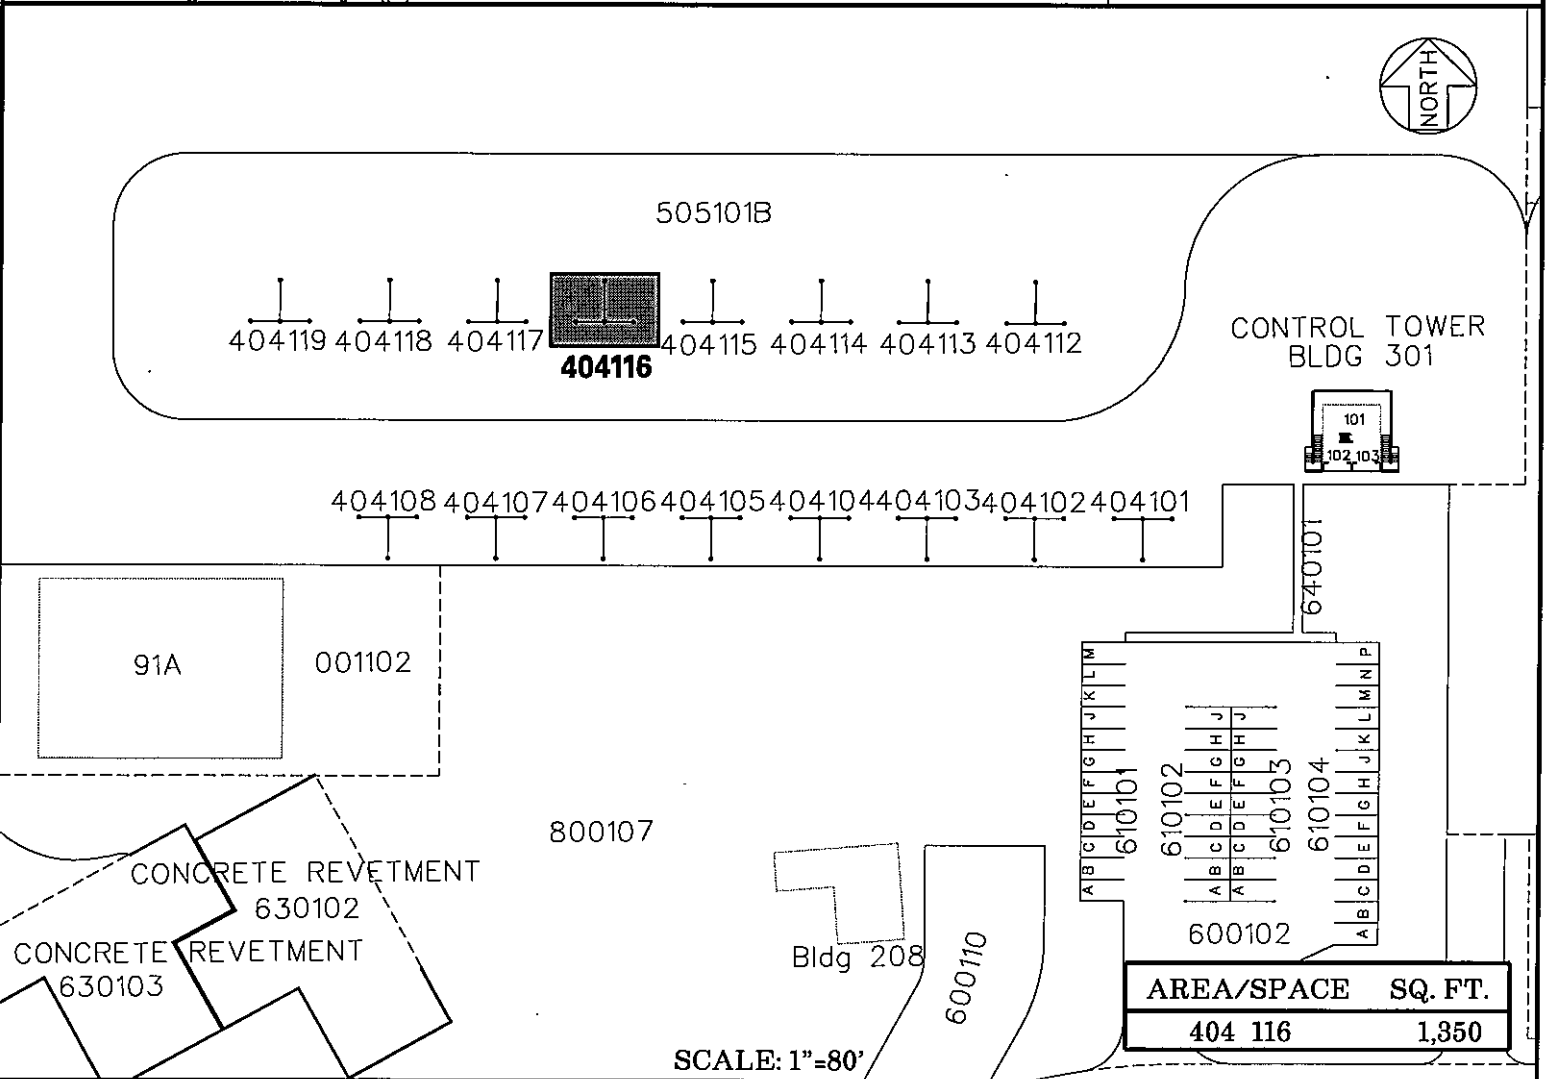 NORTH
505101B
404119 404118 404117 404116 404115 404114 404113 404112
CONTROL TOWER
BLDG 301
101
102 103
404108 404107 404106 404105 404104 404103 404102 404101
640101
91A
001102
M L K J H G F E D C B A
610101
610102
J H G F E D C B A
J H G F E D C B A
610103
610104
P N M L K J H G F E D C B A
800107
CONCRETE REVETMENT
630102
CONCRETE REVETMENT
630103
Bldg 208
600110
600102
AREA/SPACE SQ. FT.
404 116 1,350
SCALE: 1"=80'